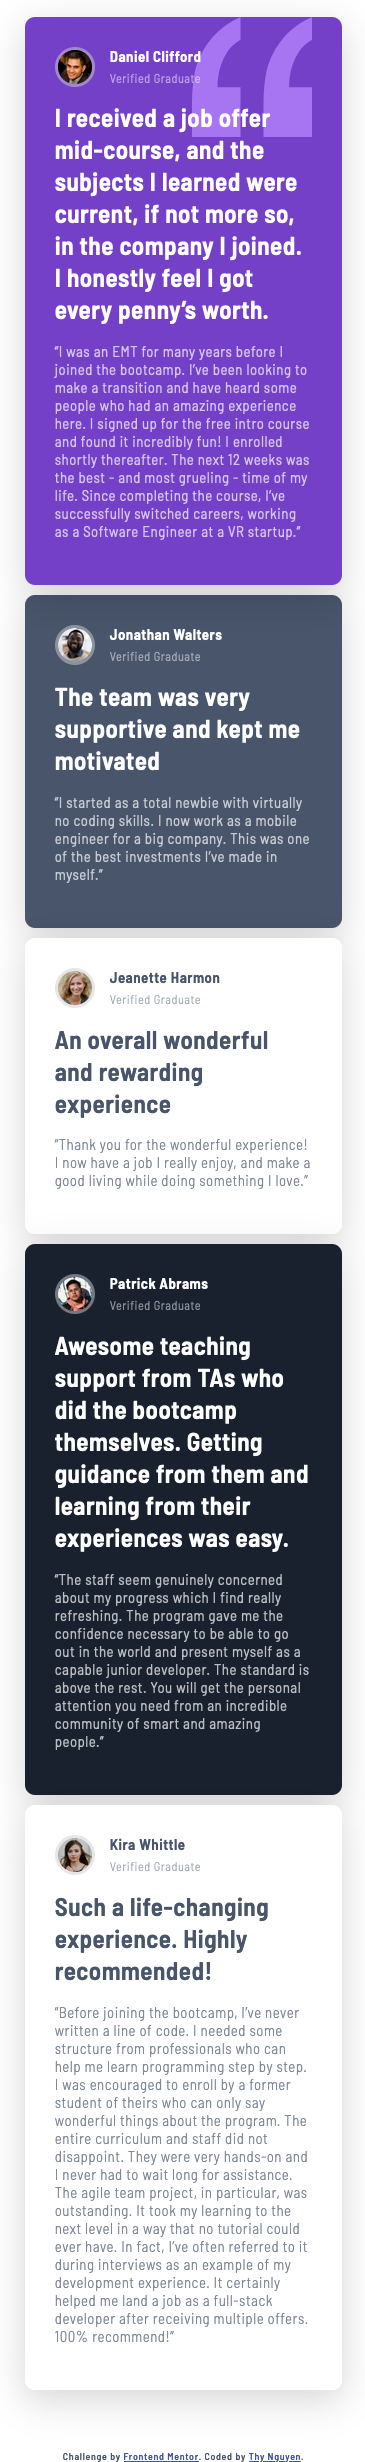 Daniel Clifford
Verified Graduate
I received a job offer
mid-course, and the
subjects I learned were
current, if not more so,
in the company I joined.
I honestly feel I got
every penny’s worth.
“I was an EMT for many years before I
joined the bootcamp. I’ve been looking to
make a transition and have heard some
people who had an amazing experience
here. I signed up for the free intro course
and found it incredibly fun! I enrolled
shortly thereafter. The next 12 weeks was
the best - and most grueling - time of my
life. Since completing the course, I’ve
successfully switched careers, working
as a Software Engineer at a VR startup.”
Jonathan Walters
Verified Graduate
The team was very
supportive and kept me
motivated
“I started as a total newbie with virtually
no coding skills. I now work as a mobile
engineer for a big company. This was one
of the best investments I’ve made in
myself.”
Jeanette Harmon
Verified Graduate
An overall wonderful
and rewarding
experience
“Thank you for the wonderful experience!
I now have a job I really enjoy, and make a
good living while doing something I love.”
Patrick Abrams
Verified Graduate
Awesome teaching
support from TAs who
did the bootcamp
themselves. Getting
guidance from them and
learning from their
experiences was easy.
“The staff seem genuinely concerned
about my progress which I find really
refreshing. The program gave me the
confidence necessary to be able to go
out in the world and present myself as a
capable junior developer. The standard is
above the rest. You will get the personal
attention you need from an incredible
community of smart and amazing
people.”
Kira Whittle
Verified Graduate
Such a life-changing
experience. Highly
recommended!
“Before joining the bootcamp, I’ve never
written a line of code. I needed some
structure from professionals who can
help me learn programming step by step.
I was encouraged to enroll by a former
student of theirs who can only say
wonderful things about the program. The
entire curriculum and staff did not
disappoint. They were very hands-on and
I never had to wait long for assistance.
The agile team project, in particular, was
outstanding. It took my learning to the
next level in a way that no tutorial could
ever have. In fact, I’ve often referred to it
during interviews as an example of my
development experience. It certainly
helped me land a job as a full-stack
developer after receiving multiple offers.
100% recommend!”
Challenge by Frontend Mentor. Coded by Thy Nguyen.